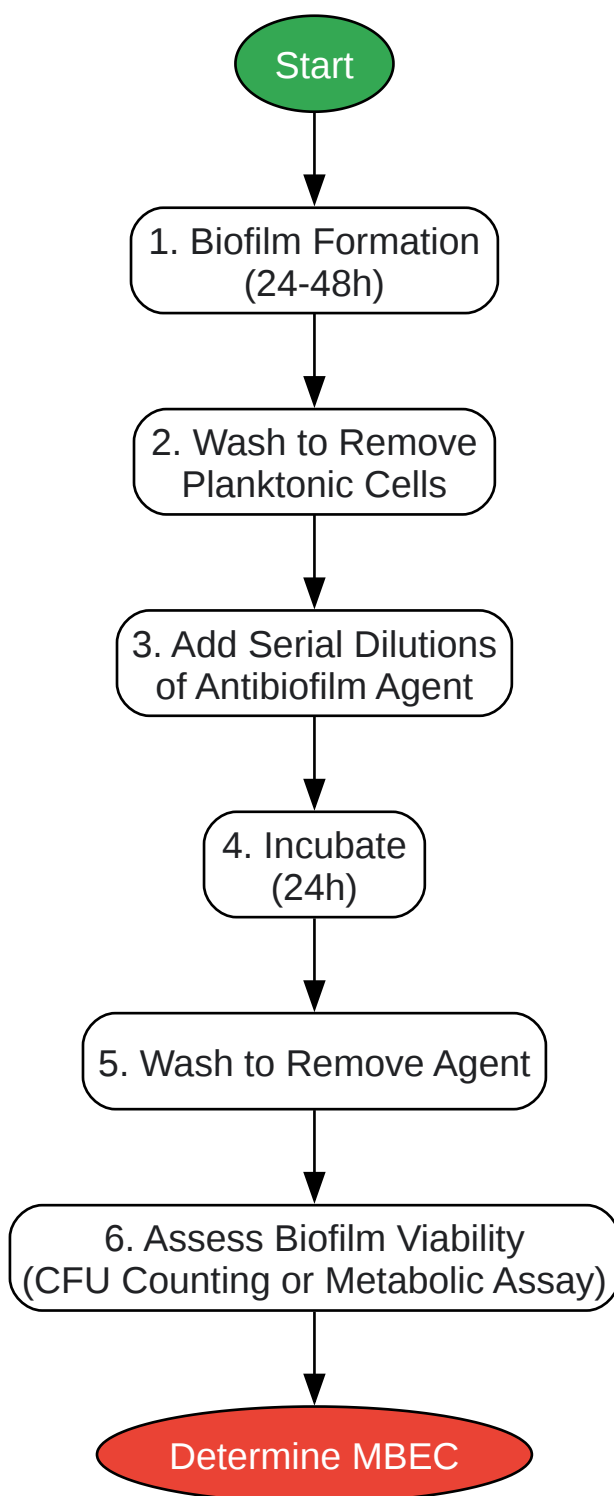 Start
1. Biofilm Formation
(24-48h)
2. Wash to Remove
Planktonic Cells
3. Add Serial Dilutions
of Antibiofilm Agent
4. Incubate
(24h)
5. Wash to Remove Agent
6. Assess Biofilm Viability
(CFU Counting or Metabolic Assay)
Determine MBEC